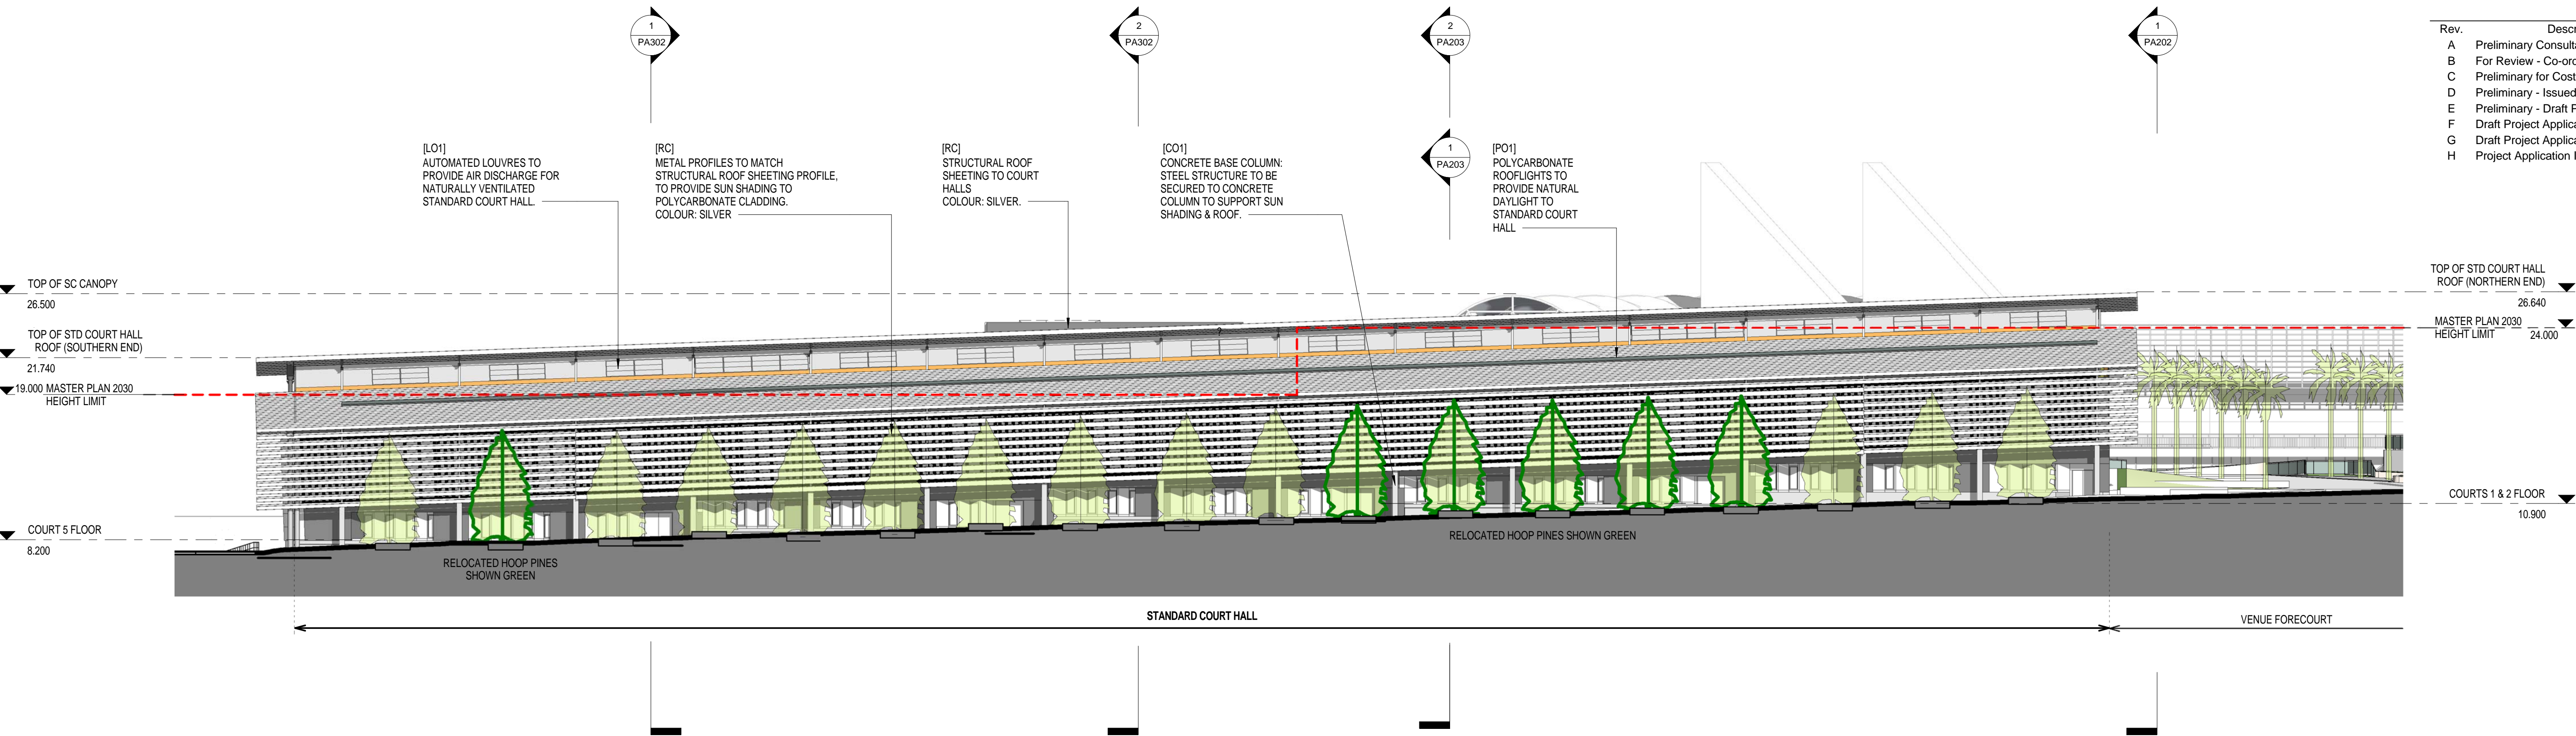 1
PA302
2
PA302
2
PA203
1
PA202
Rev.
A Preliminary
B For Review -
C Preliminary for Cost
D Preliminary - Issued
E Preliminary - Draft
F Draft Project
G Draft Project
H Project Application
[LO1]
AUTOMATED LOUVRES TO
PROVIDE AIR DISCHARGE FOR
NATURALLY VENTILATED
STANDARD COURT HALL.
[RC]
METAL PROFILES TO MATCH
STRUCTURAL ROOF SHEETING PROFILE,
TO PROVIDE SUN SHADING TO
POLYCARBONATE CLADDING.
COLOUR: SILVER
[RC]
STRUCTURAL ROOF
SHEETING TO COURT
HALLS
COLOUR: SILVER.
[CO1]
CONCRETE BASE COLUMN:
STEEL STRUCTURE TO BE
SECURED TO CONCRETE
COLUMN TO SUPPORT SUN
SHADING & ROOF.
1
PA203
[PO1]
POLYCARBONATE
ROOFLIGHTS TO
PROVIDE NATURAL
DAYLIGHT TO
STANDARD COURT
HALL
TOP OF SC CANOPY
26.500
TOP OF STD COURT HALL
ROOF (SOUTHERN END)
21.740
19.000 MASTER PLAN 2030
HEIGHT LIMIT
COURT 5 FLOOR
8.200
?
TOP OF STD COURT HALL
ROOF (NORTHERN END)
26.640
MASTER PLAN 2030
HEIGHT LIMIT 24.000
COURTS 1 & 2 FLOOR
10.900
RELOCATED HOOP PINES
SHOWN GREEN
RELOCATED HOOP PINES SHOWN GREEN
STANDARD COURT HALL
VENUE FORECOURT